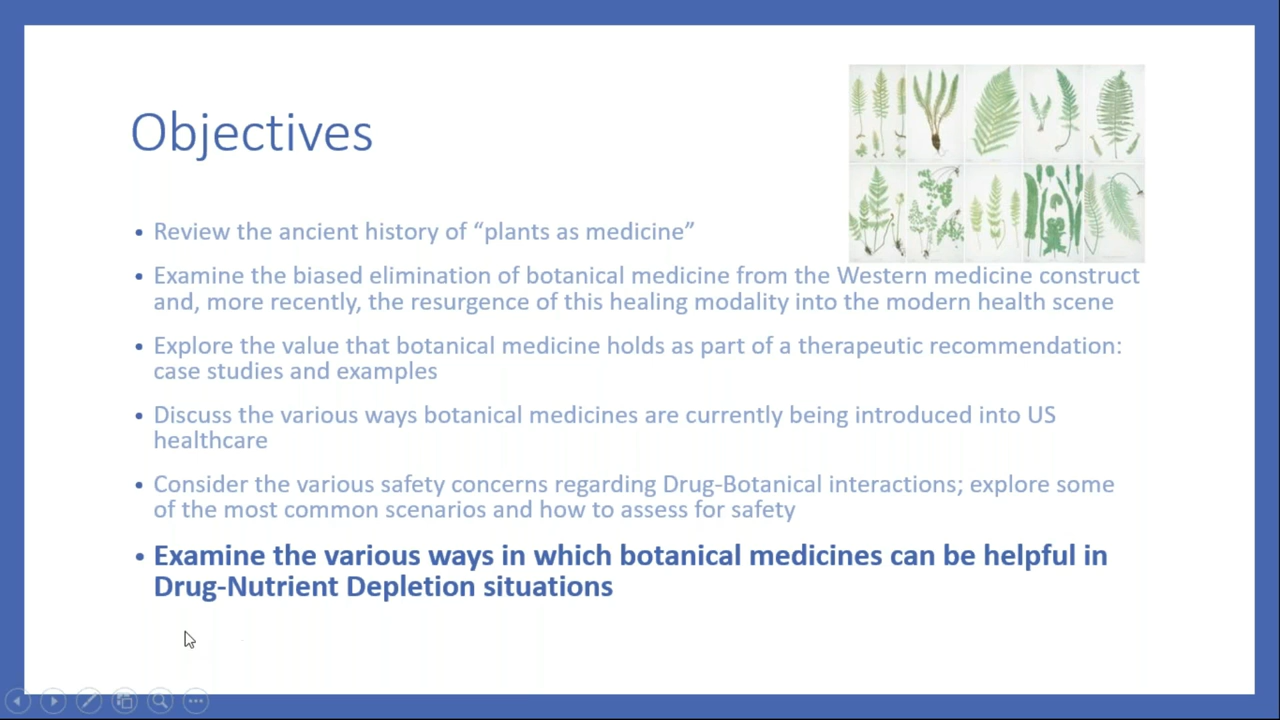 Objectives
• Review the ancient history of “plants as medicine”
• Examine the biased elimination of botanical medicine from the Western medicine construct
and, more recently, the resurgence of this healing modality into the modern health scene
• Explore the value that botanical medicine holds as part of a therapeutic recommendation:
case studies and examples
• Discuss the various ways botanical medicines are currently being introduced into US
healthcare
• Consider the various safety concerns regarding Drug-Botanical interactions; explore some
of the most common scenarios and how to assess for safety
• Examine the various ways in which botanical medicines can be helpful in
Drug-Nutrient Depletion situations